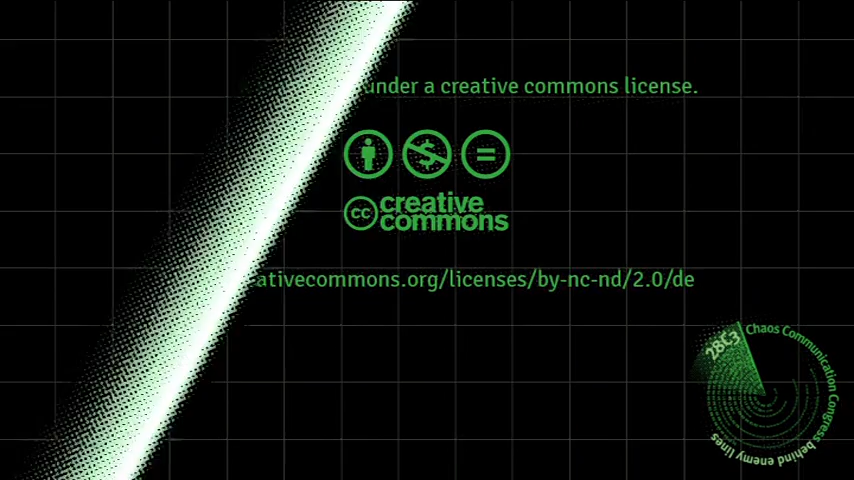 under a creative commons license.
cc creative
commons
ativecommons.org/licenses/by-nc-nd/2.0/de
28C3 Chaos Communication Congress behind enemy lines